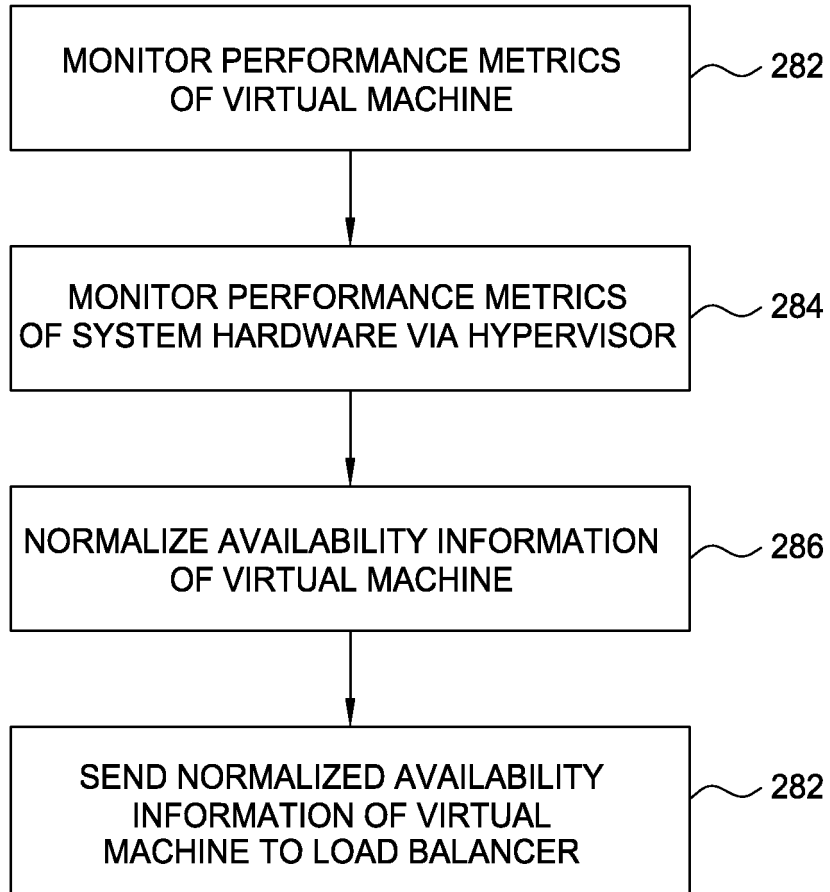 MONITOR PERFORMANCE METRICS
OF VIRTUAL MACHINE
282
MONITOR PERFORMANCE METRICS
OF SYSTEM HARDWARE VIA HYPERVISOR
284
NORMALIZE AVAILABILITY INFORMATION
OF VIRTUAL MACHINE
286
SEND NORMALIZED AVAILABILITY
INFORMATION OF VIRTUAL
MACHINE TO LOAD BALANCER
282